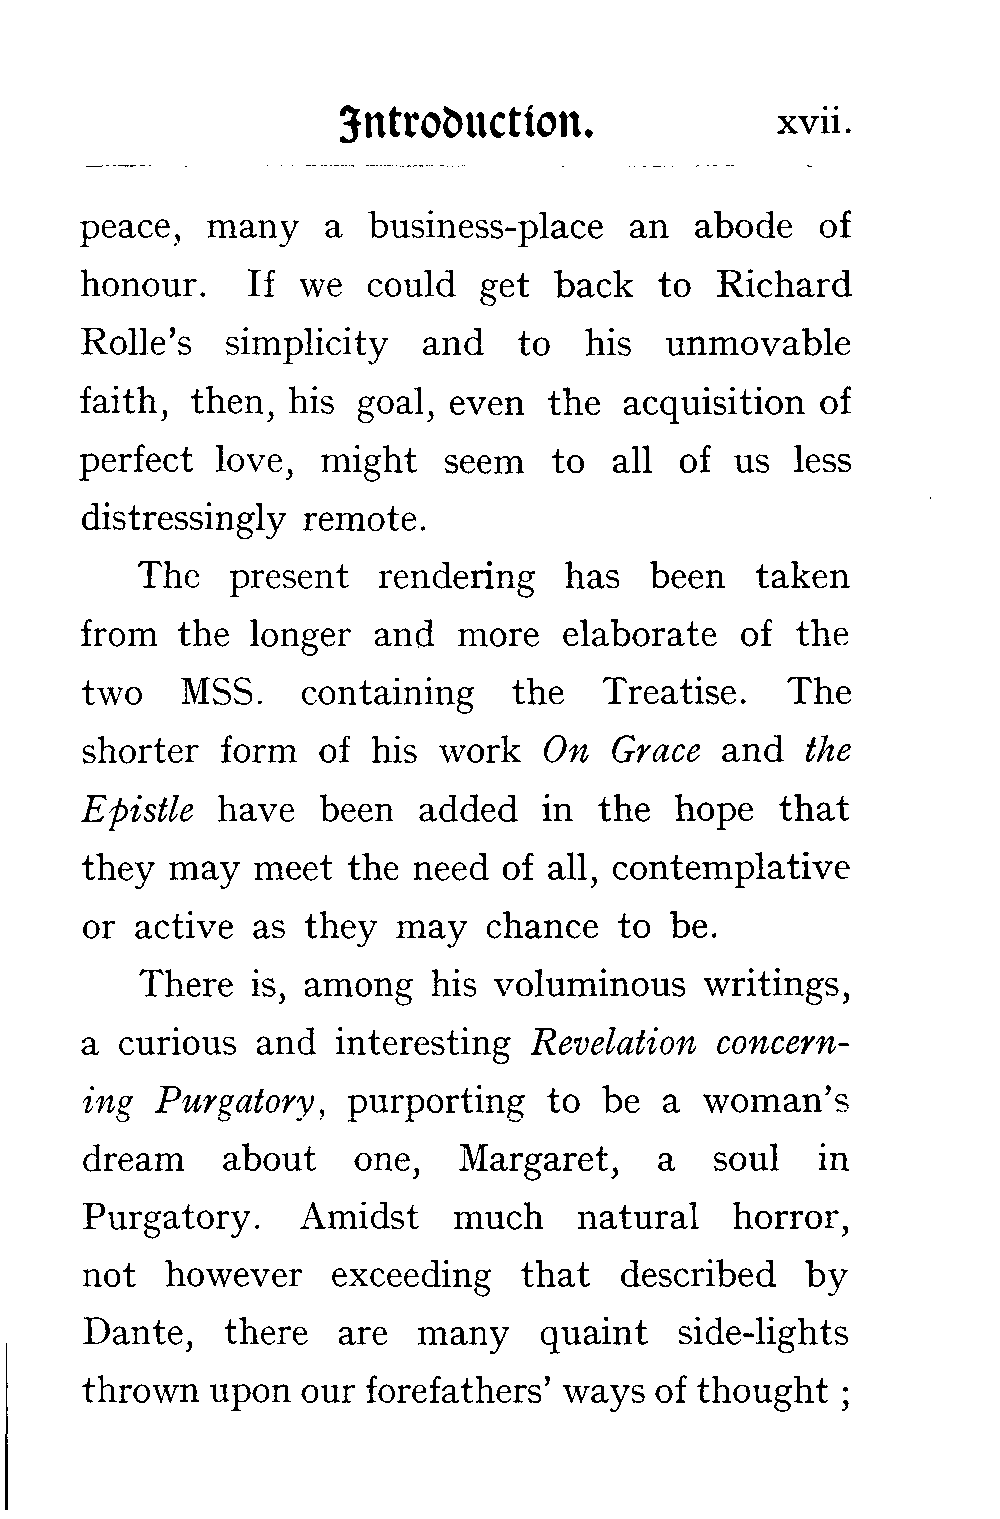 Introduction. xvii.
peace, many a business-place an abode of
honour. If we could get back to Richard
Rolle's simplicity and to his unmovable
faith, then, his goal, even the acquisition of
perfect love, might seem to all of us less
distressingly remote.
The present rendering has been taken
from the longer and more elaborate of the
two MSS. containing the Treatise. The
shorter form of his work On Grace and the
Epistle have been added in the hope that
they may meet the need of all, contemplative
or active as they may chance to be.
There is, among his voluminous writings,
a curious and interesting Revelation concern-
ing Purgatory, purporting to be a woman's
dream about one, Margaret, a soul in
Purgatory. Amidst much natural horror,
not however exceeding that described by
Dante, there are many quaint side-lights
thrown upon our forefathers' ways of thought ;